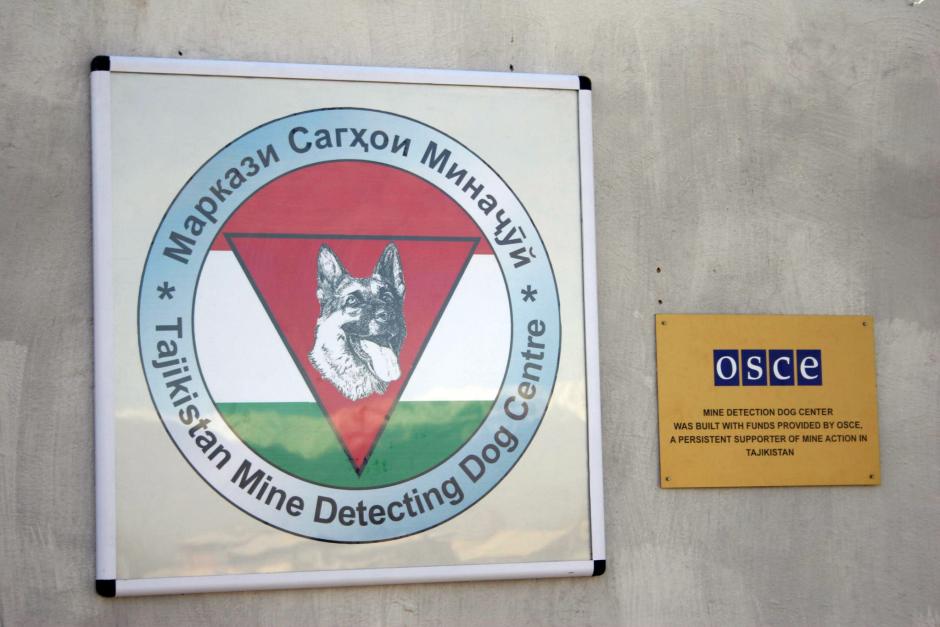 Маркази Сагҳои Миначӯй
* Tajikistan Mine Detecting Dog Centre *
osce
MINE DETECTION DOG CENTER
WAS BUILT WITH FUNDS PROVIDED BY OSCE,
A PERSISTENT SUPPORTER OF MINE ACTION IN
TAJIKISTAN